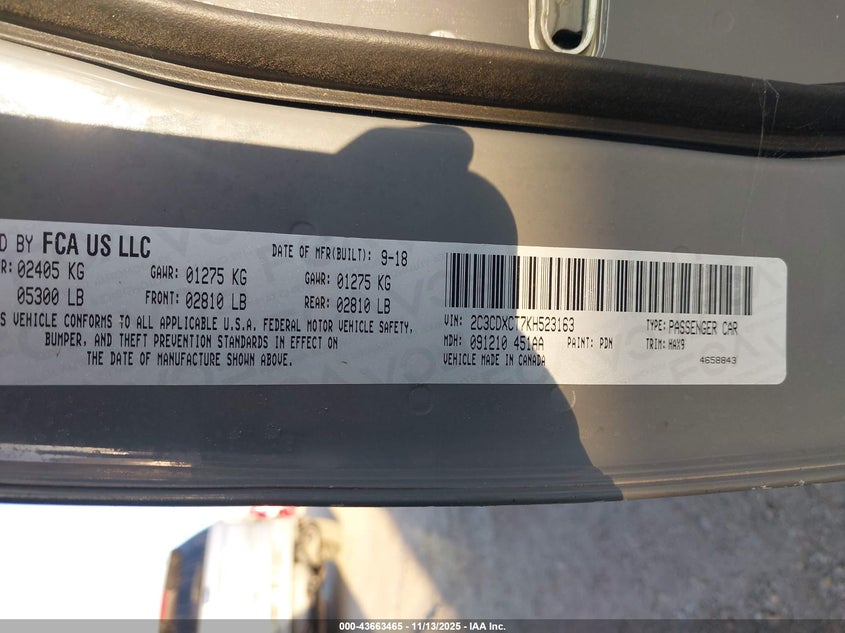 D BY FCA US LLC DATE OF MFR(BUILT): 9-18
R: 02405 KG GAWR: 01275 KG GAWR: 01275 KG
05300 LB FRONT: 02810 LB REAR: 02810 LB
S VEHICLE CONFORMS TO ALL APPLICABLE U.S.A. FEDERAL MOTOR VEHICLE SAFETY,
BUMPER, AND THEFT PREVENTION STANDARDS IN EFFECT ON
THE DATE OF MANUFACTURE SHOWN ABOVE.
VIN: 2C3CDXCT7KH523163 TYPE: PASSENGER CAR
MDH: 091210 451AA PAINT: PDN TRIM: HAX9
VEHICLE MADE IN CANADA 4658843
000-43663465 - 11/13/2025 - IAA Inc.